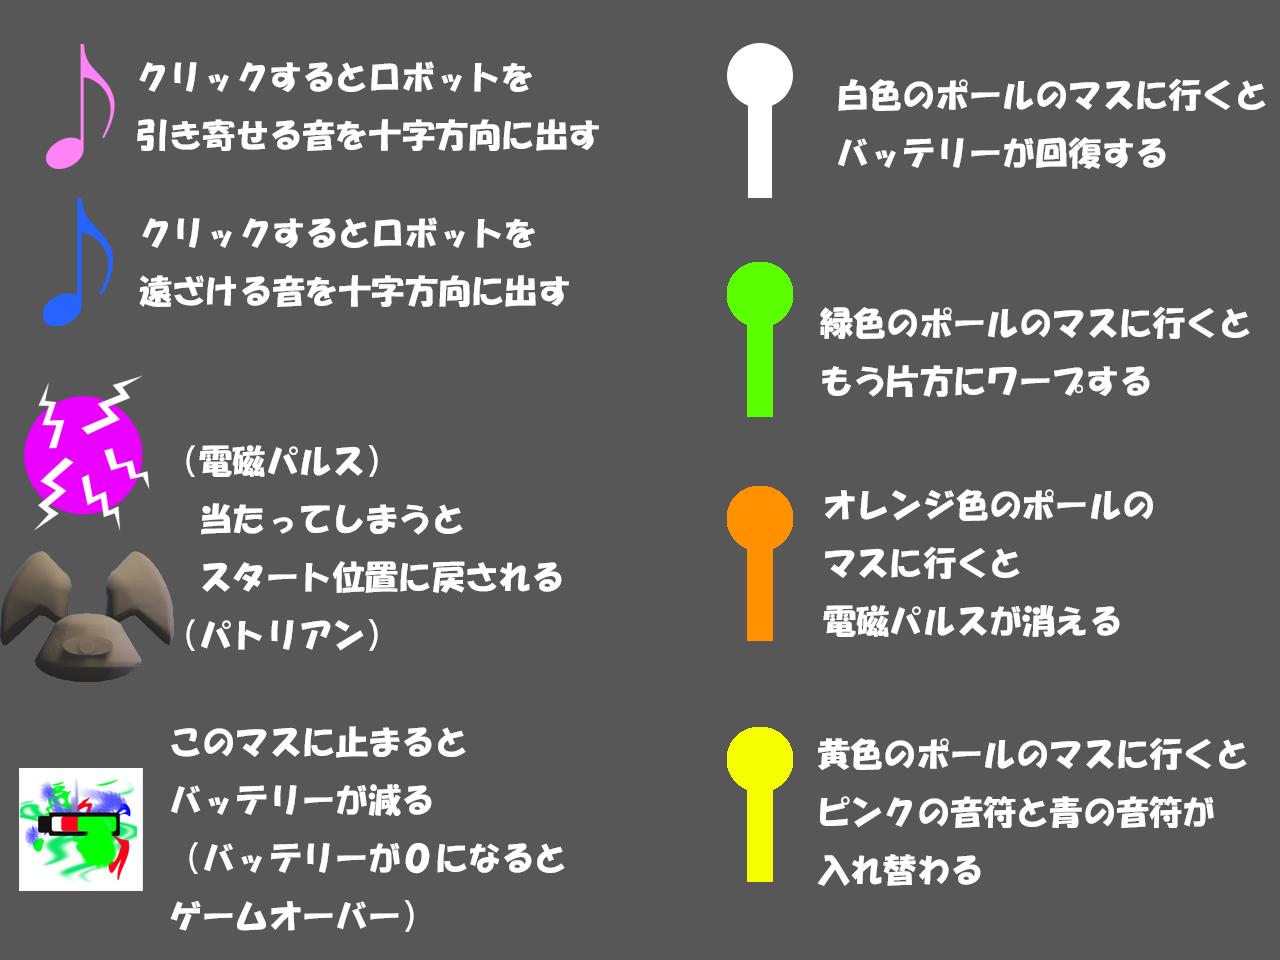 クリックするとロボットを
引き寄せる音を十字方向に出す
クリックするとロボットを
遠ざける音を十字方向に出す
（電磁パルス）
当たってしまうと
スタート位置に戻される
（パトリアン）
このマスに止まると
バッテリーが減る
（バッテリーが０になると
ゲームオーバー）
白色のポールのマスに行くと
バッテリーが回復する
緑色のポールのマスに行くと
もう片方にワープする
オレンジ色のポールの
マスに行くと
電磁パルスが消える
黄色のポールのマスに行くと
ピンクの音符と青の音符が
入れ替わる